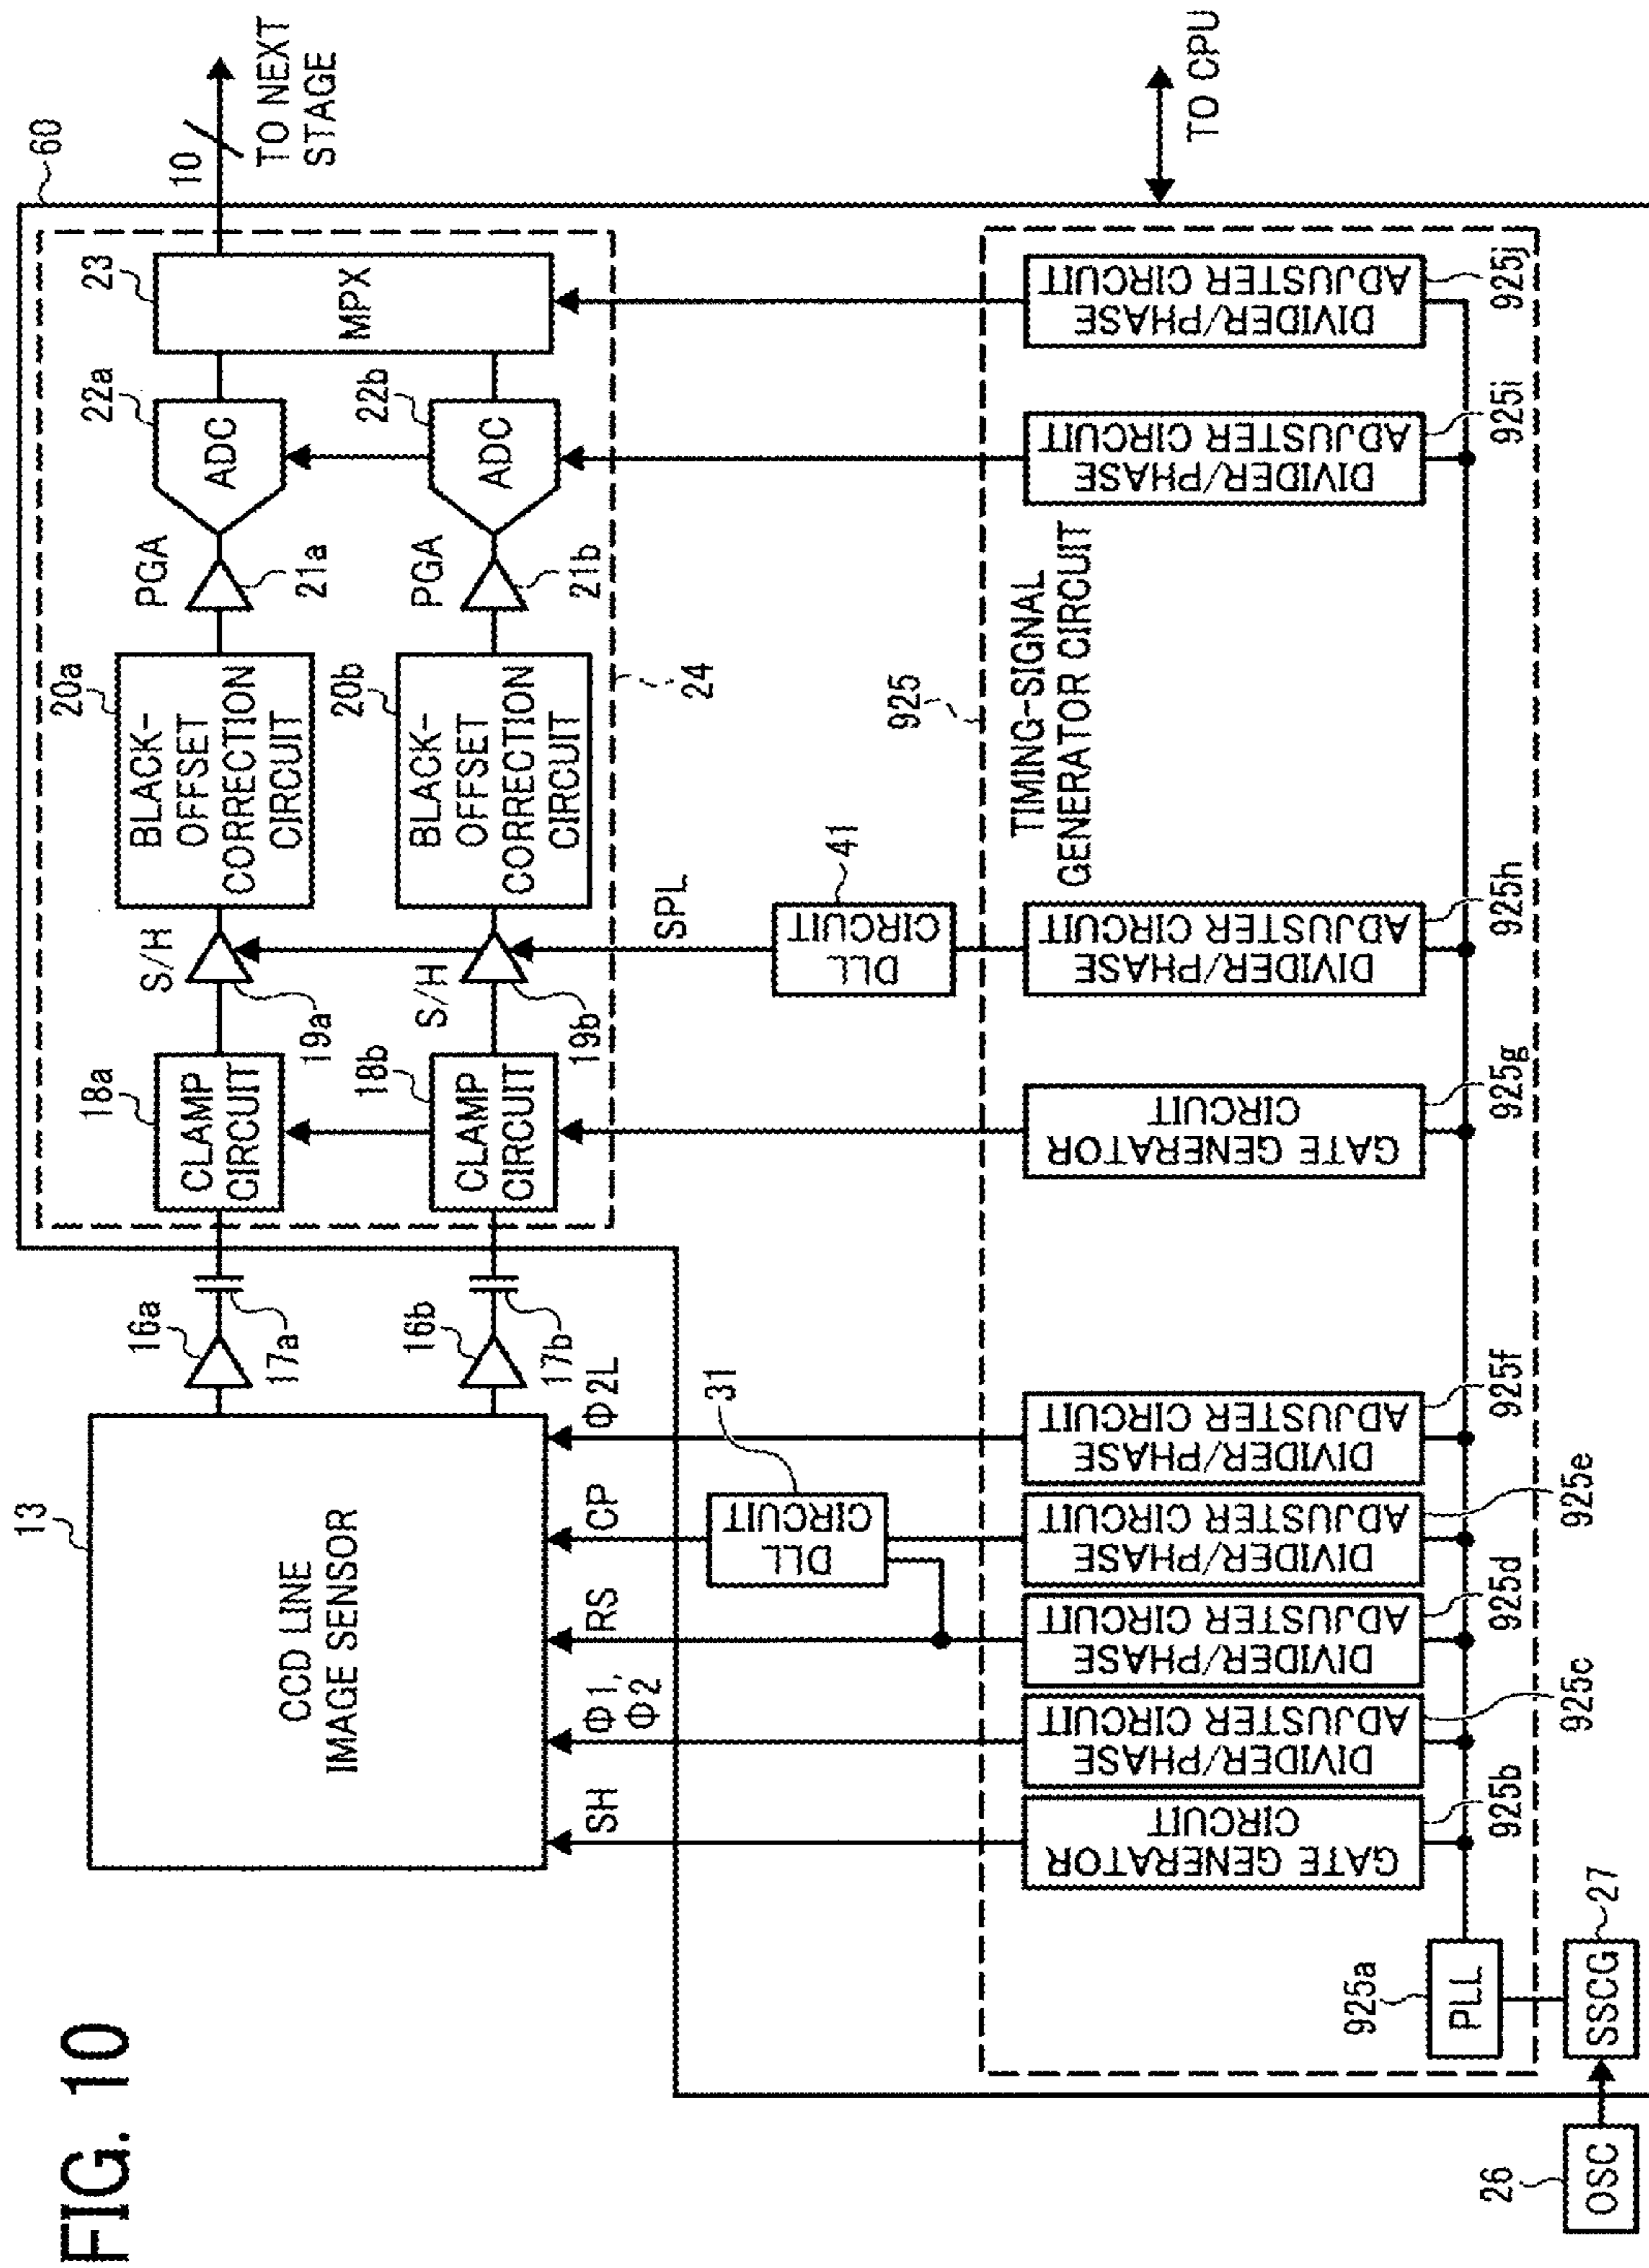 FIG. 10
13
CCD LINE
IMAGE SENSOR
16a
17a
16b
17b
60
18a
CLAMP
CIRCUIT
18b
CLAMP
CIRCUIT
S/H
19a
S/H
19b
20a
BLACK-
OFFSET
CORRECTION
CIRCUIT
20b
BLACK-
OFFSET
CORRECTION
CIRCUIT
PGA
21a
PGA
21b
22a
ADC
22b
ADC
23
MPX
10
TO NEXT
STAGE
24
SH
Φ1,
Φ2
RS
CP
Φ2L
31
DLL
CIRCUIT
SPL
41
DLL
CIRCUIT
TO CPU
925
TIMING-SIGNAL
GENERATOR CIRCUIT
GATE GENERATOR
CIRCUIT
925b
DIVIDER/PHASE
ADJUSTER CIRCUIT
925c
DIVIDER/PHASE
ADJUSTER CIRCUIT
925d
DIVIDER/PHASE
ADJUSTER CIRCUIT
925e
DIVIDER/PHASE
ADJUSTER CIRCUIT
925f
GATE GENERATOR
CIRCUIT
925g
DIVIDER/PHASE
ADJUSTER CIRCUIT
925h
DIVIDER/PHASE
ADJUSTER CIRCUIT
925i
DIVIDER/PHASE
ADJUSTER CIRCUIT
925j
925a
PLL
26
OSC
SSCG
27